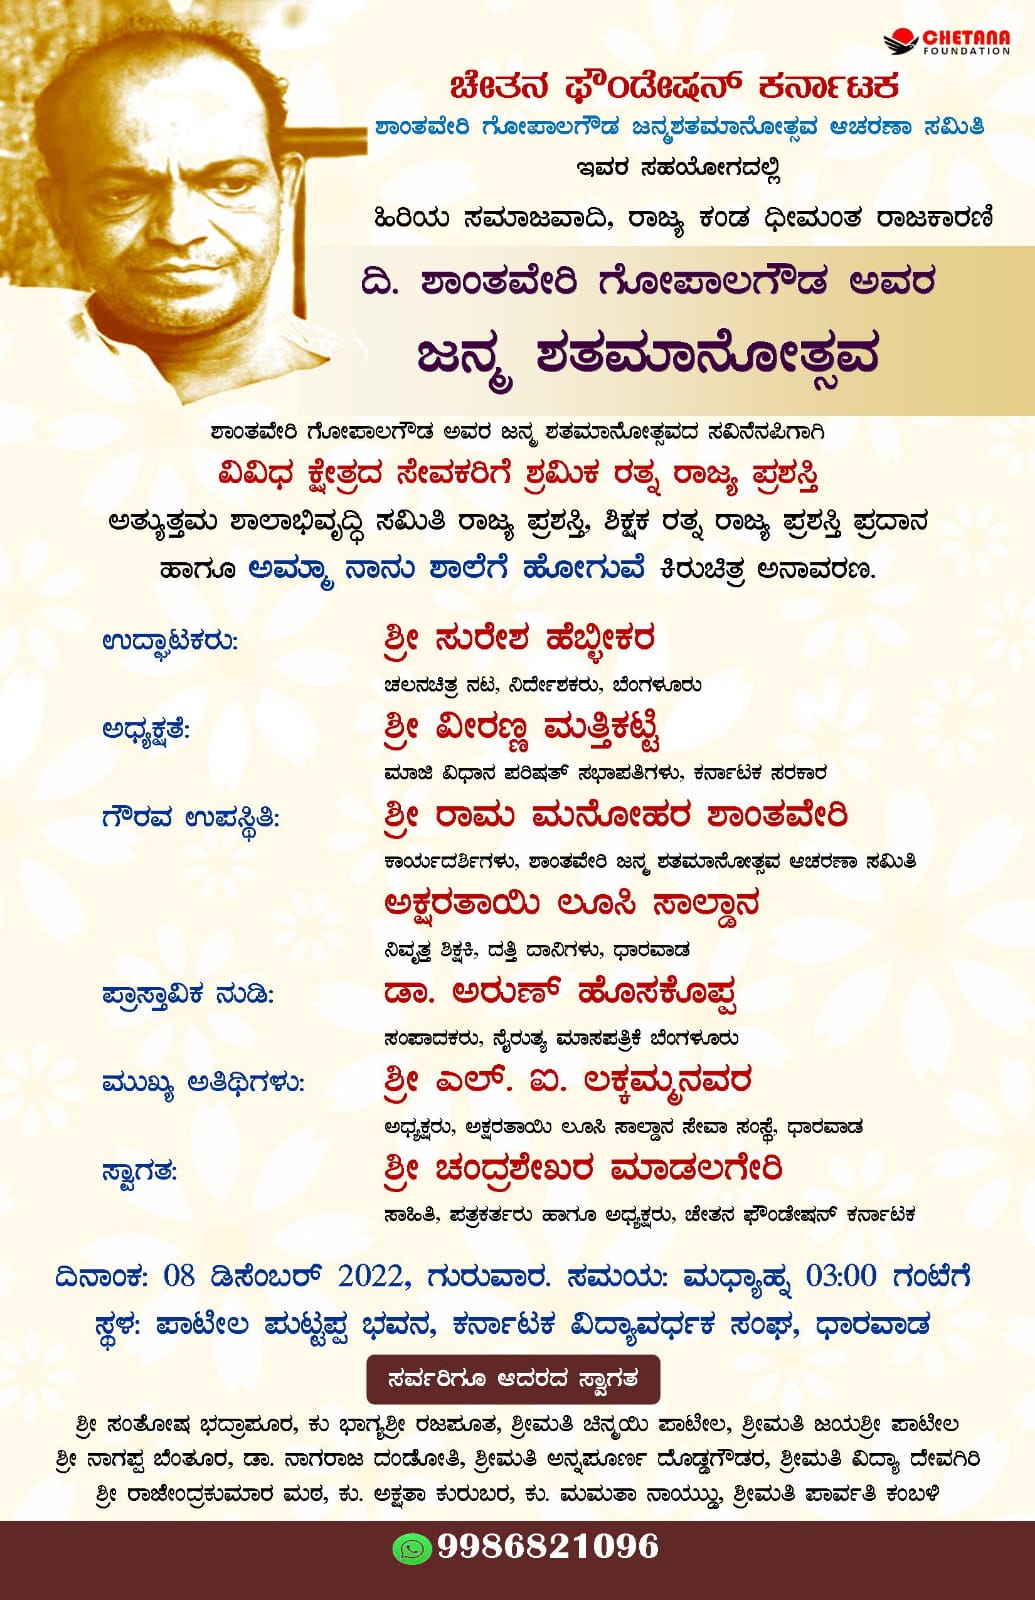 CHETANA
FOUNDATION
ಚೇತನ ಫೌಂಡೇಷನ್ ಕರ್ನಾಟಕ
ಶಾಂತವೇರಿ ಗೋಪಾಲಗೌಡ ಜನ್ಮಶತಮಾನೋತ್ಸವ ಆಚರಣಾ ಸಮಿತಿ
ಇವರ ಸಹಯೋಗದಲ್ಲಿ
ಹಿರಿಯ ಸಮಾಜವಾದಿ, ರಾಜ್ಯ ಕಂಡ ಧೀಮಂತ ರಾಜಕಾರಣಿ
ದಿ. ಶಾಂತವೇರಿ ಗೋಪಾಲಗೌಡ ಅವರ
ಜನ್ಮ ಶತಮಾನೋತ್ಸವ
ಶಾಂತವೇರಿ ಗೋಪಾಲಗೌಡ ಅವರ ಜನ್ಮ ಶತಮಾನೋತ್ಸವದ ಸವಿನೆನಪಿಗಾಗಿ
ವಿವಿಧ ಕ್ಷೇತ್ರದ ಸೇವಕರಿಗೆ ಶ್ರಮಿಕ ರತ್ನ ರಾಜ್ಯ ಪ್ರಶಸ್ತಿ
ಅತ್ಯುತ್ತಮ ಶಾಲಾಭಿವೃದ್ಧಿ ಸಮಿತಿ ರಾಜ್ಯ ಪ್ರಶಸ್ತಿ, ಶಿಕ್ಷಕ ರತ್ನ ರಾಜ್ಯ ಪ್ರಶಸ್ತಿ ಪ್ರದಾನ
ಹಾಗೂ ಅಮ್ಮಾ ನಾನು ಶಾಲೆಗೆ ಹೋಗುವೆ ಕಿರುಚಿತ್ರ ಅನಾವರಣ.
ಉದ್ಘಾಟಕರು: ಶ್ರೀ ಸುರೇಶ ಹೆಬ್ಳೀಕರ
ಚಲನಚಿತ್ರ ನಟ, ನಿರ್ದೇಶಕರು, ಬೆಂಗಳೂರು
ಅಧ್ಯಕ್ಷತೆ: ಶ್ರೀ ವೀರಣ್ಣ ಮತ್ತಿಕಟ್ಟಿ
ಮಾಜಿ ವಿಧಾನ ಪರಿಷತ್ ಸಭಾಪತಿಗಳು, ಕರ್ನಾಟಕ ಸರಕಾರ
ಗೌರವ ಉಪಸ್ಥಿತಿ: ಶ್ರೀ ರಾಮ ಮನೋಹರ ಶಾಂತವೇರಿ
ಕಾರ್ಯದರ್ಶಿಗಳು, ಶಾಂತವೇರಿ ಜನ್ಮ ಶತಮಾನೋತ್ಸವ ಆಚರಣಾ ಸಮಿತಿ
ಅಕ್ಷರತಾಯಿ ಲೂಸಿ ಸಾಲ್ಡಾನ
ನಿವೃತ್ತ ಶಿಕ್ಷಕಿ, ದತ್ತಿ ದಾನಿಗಳು, ಧಾರವಾಡ
ಪ್ರಾಸ್ತಾವಿಕ ನುಡಿ: ಡಾ. ಅರುಣ್ ಹೊಸಕೊಪ್ಪ
ಸಂಪಾದಕರು, ನೈರುತ್ಯ ಮಾಸಪತ್ರಿಕೆ ಬೆಂಗಳೂರು
ಮುಖ್ಯ ಅತಿಥಿಗಳು: ಶ್ರೀ ಎಲ್. ಐ. ಲಕ್ಕಮ್ಮನವರ
ಅಧ್ಯಕ್ಷರು, ಅಕ್ಷರತಾಯಿ ಲೂಸಿ ಸಾಲ್ಡಾನ ಸೇವಾ ಸಂಸ್ಥೆ, ಧಾರವಾಡ
ಸ್ವಾಗತ: ಶ್ರೀ ಚಂದ್ರಶೇಖರ ಮಾಡಲಗೇರಿ
ಸಾಹಿತಿ, ಪತ್ರಕರ್ತರು ಹಾಗೂ ಅಧ್ಯಕ್ಷರು, ಚೇತನ ಫೌಂಡೇಷನ್ ಕರ್ನಾಟಕ
ದಿನಾಂಕ: 08 ಡಿಸೆಂಬರ್ 2022, ಗುರುವಾರ. ಸಮಯ: ಮಧ್ಯಾಹ್ನ 03:00 ಗಂಟೆಗೆ
ಸ್ಥಳ: ಪಾಟೀಲ ಪುಟ್ಟಪ್ಪ ಭವನ, ಕರ್ನಾಟಕ ವಿದ್ಯಾವರ್ಧಕ ಸಂಘ, ಧಾರವಾಡ
ಸರ್ವರಿಗೂ ಆದರದ ಸ್ವಾಗತ
ಶ್ರೀ ಸಂತೋಷ ಭದ್ರಾಪೂರ, ಕು ಭಾಗ್ಯಶ್ರೀ ರಜಪೂತ, ಶ್ರೀಮತಿ ಚಿನ್ಮಯಿ ಪಾಟೀಲ, ಶ್ರೀಮತಿ ಜಯಶ್ರೀ ಪಾಟೀಲ
ಶ್ರೀ ನಾಗಪ್ಪ ಬೆಂತೂರ, ಡಾ. ನಾಗರಾಜ ದಂಡೋತಿ, ಶ್ರೀಮತಿ ಅನ್ನಪೂರ್ಣ ದೊಡ್ಡಗೌಡರ, ಶ್ರೀಮತಿ ವಿದ್ಯಾ ದೇವಗಿರಿ
ಶ್ರೀ ರಾಜೇಂದ್ರಕುಮಾರ ಮಠ, ಕು. ಅಕ್ಷತಾ ಕುರುಬರ, ಕು. ಮಮತಾ ನಾಯ್ಡು, ಶ್ರೀಮತಿ ಪಾರ್ವತಿ ಕಂಬಳಿ
9986821096